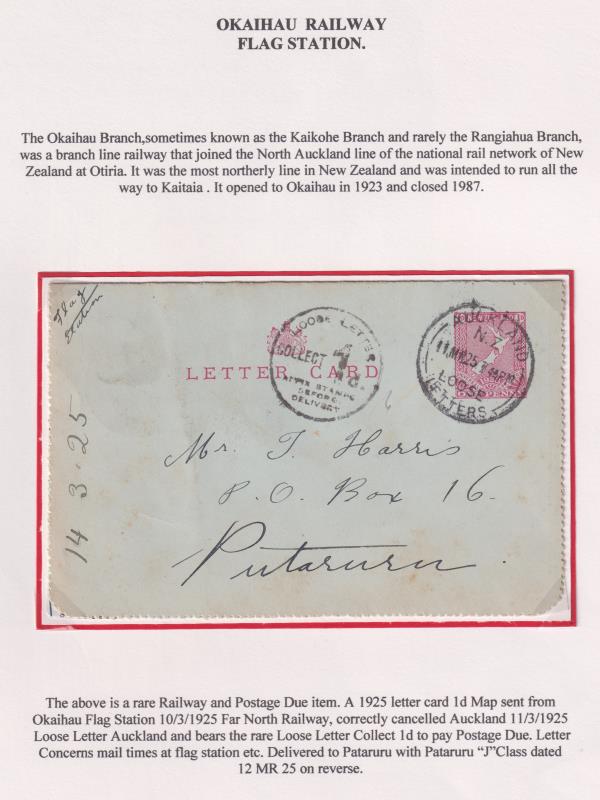 OKAIHAU RAILWAY
FLAG STATION.
The Okaihau Branch,sometimes known as the Kaikohe Branch and rarely the Rangiahua Branch,
was a branch line railway that joined the North Auckland line of the national rail network of New
Zealand at Otiria. It was the most northerly line in New Zealand and was intended to run all the
way to Kaitaia . It opened to Okaihau in 1923 and closed 1987.
Flag
Station
14 3. 25
LOOSE LETTER
COLLECT 1 d.
AFFIX STAMPS
BEFORE
DELIVERY
LETTER CARD
AUCKLAND
N.Z.
11 MR 25
LOOSE
LETTERS
Mr. T. Harris
P. O. Box 16.
Putaruru.
The above is a rare Railway and Postage Due item. A 1925 letter card 1d Map sent from
Okaihau Flag Station 10/3/1925 Far North Railway, correctly cancelled Auckland 11/3/1925
Loose Letter Auckland and bears the rare Loose Letter Collect 1d to pay Postage Due. Letter
Concerns mail times at flag station etc. Delivered to Pataruru with Pataruru “J”Class dated
12 MR 25 on reverse.